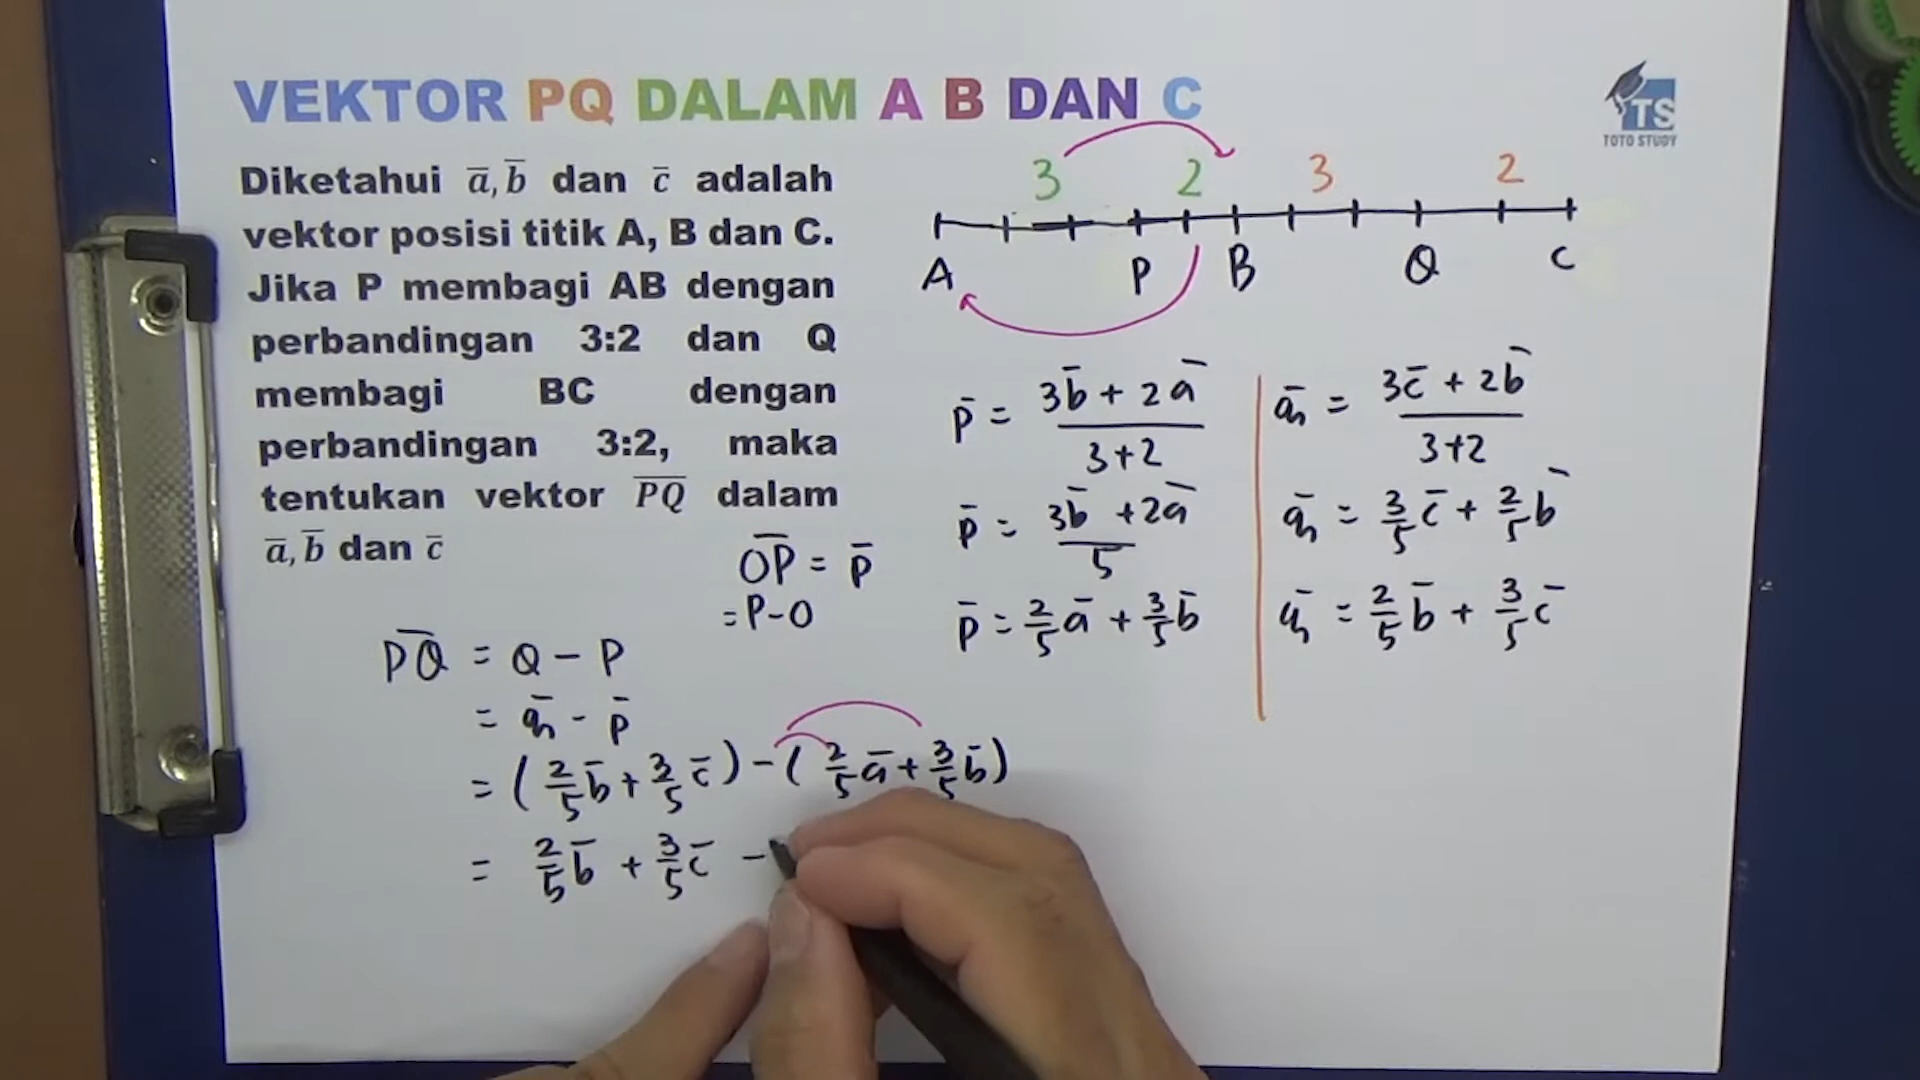 VEKTOR PQ DALAM A B DAN C
TS
TOTO STUDY
Diketahui a̅, b̅ dan c̅ adalah
vektor posisi titik A, B dan C.
Jika P membagi AB dengan
perbandingan 3:2 dan Q
membagi BC dengan
perbandingan 3:2, maka
tentukan vektor P̅Q̅ dalam
a̅, b̅ dan c̅
3 2 3 2
A P B Q C
p̅ = (3b̅ + 2a̅)/(3+2)
p̅ = (3b̅ + 2a̅)/5
p̅ = 2/5 a̅ + 3/5 b̅
q̅ = (3c̅ + 2b̅)/(3+2)
q̅ = 3/5 c̅ + 2/5 b̅
q̅ = 2/5 b̅ + 3/5 c̅
O̅P̅ = p̅
= P - O
P̅Q̅ = Q - P
= q̅ - p̅
= (2/5 b̅ + 3/5 c̅) - (2/5 a̅ + 3/5 b̅)
= 2/5 b̅ + 3/5 c̅ -